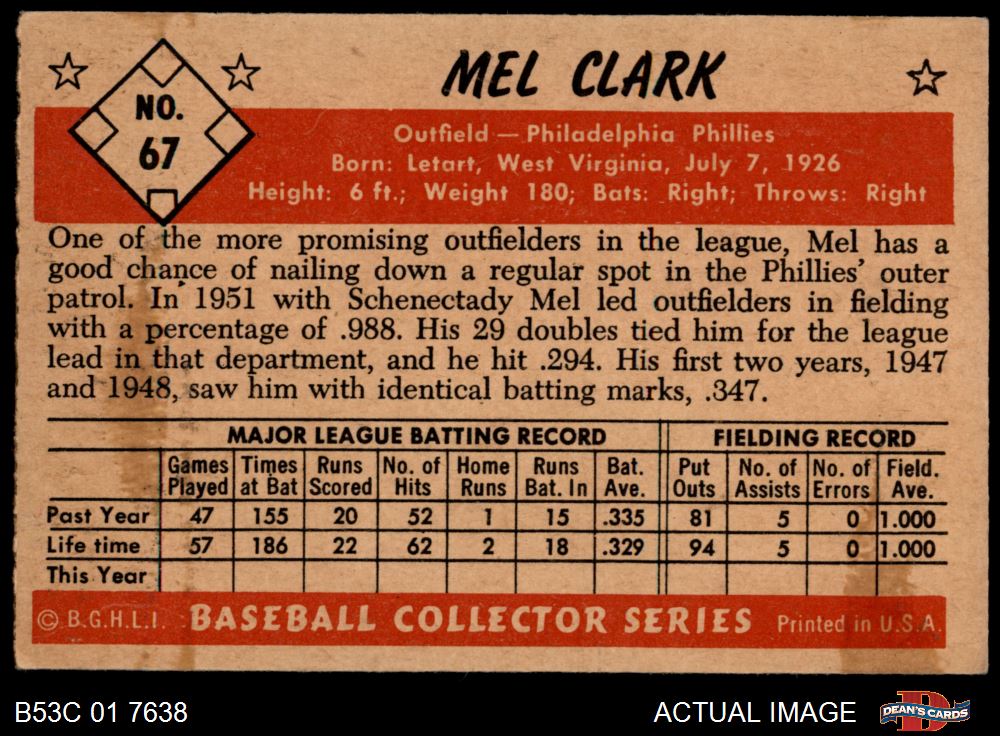 MEL CLARK
NO.
67
Outfield — Philadelphia Phillies
Born: Letart, West Virginia, July 7, 1926
Height: 6 ft.; Weight 180; Bats: Right; Throws: Right
One of the more promising outfielders in the league, Mel has a
good chance of nailing down a regular spot in the Phillies' outer
patrol. In 1951 with Schenectady Mel led outfielders in fielding
with a percentage of .988. His 29 doubles tied him for the league
lead in that department, and he hit .294. His first two years, 1947
and 1948, saw him with identical batting marks, .347.
MAJOR LEAGUE BATTING RECORD FIELDING RECORD
Games Times Runs No. of Home Runs Bat. Put No. of No. of Field.
Played at Bat Scored Hits Runs Bat. In Ave. Outs Assists Errors Ave.
Past Year 47 155 20 52 1 15 .335 81 5 0 1.000
Life time 57 186 22 62 2 18 .329 94 5 0 1.000
This Year
© B.G.H.L.I. BASEBALL COLLECTOR SERIES Printed in U.S.A.
B53C 01 7638 ACTUAL IMAGE DEAN'S CARDS